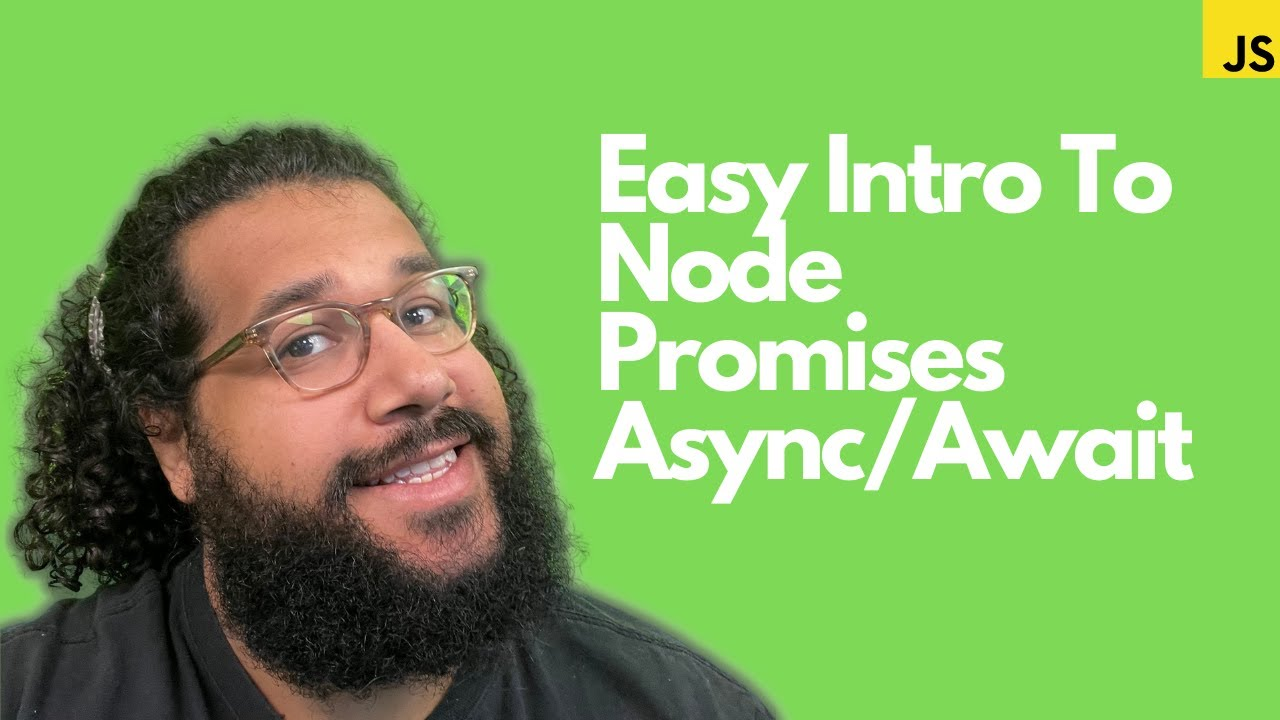 JS
Easy Intro To
Node
Promises
Async/Await